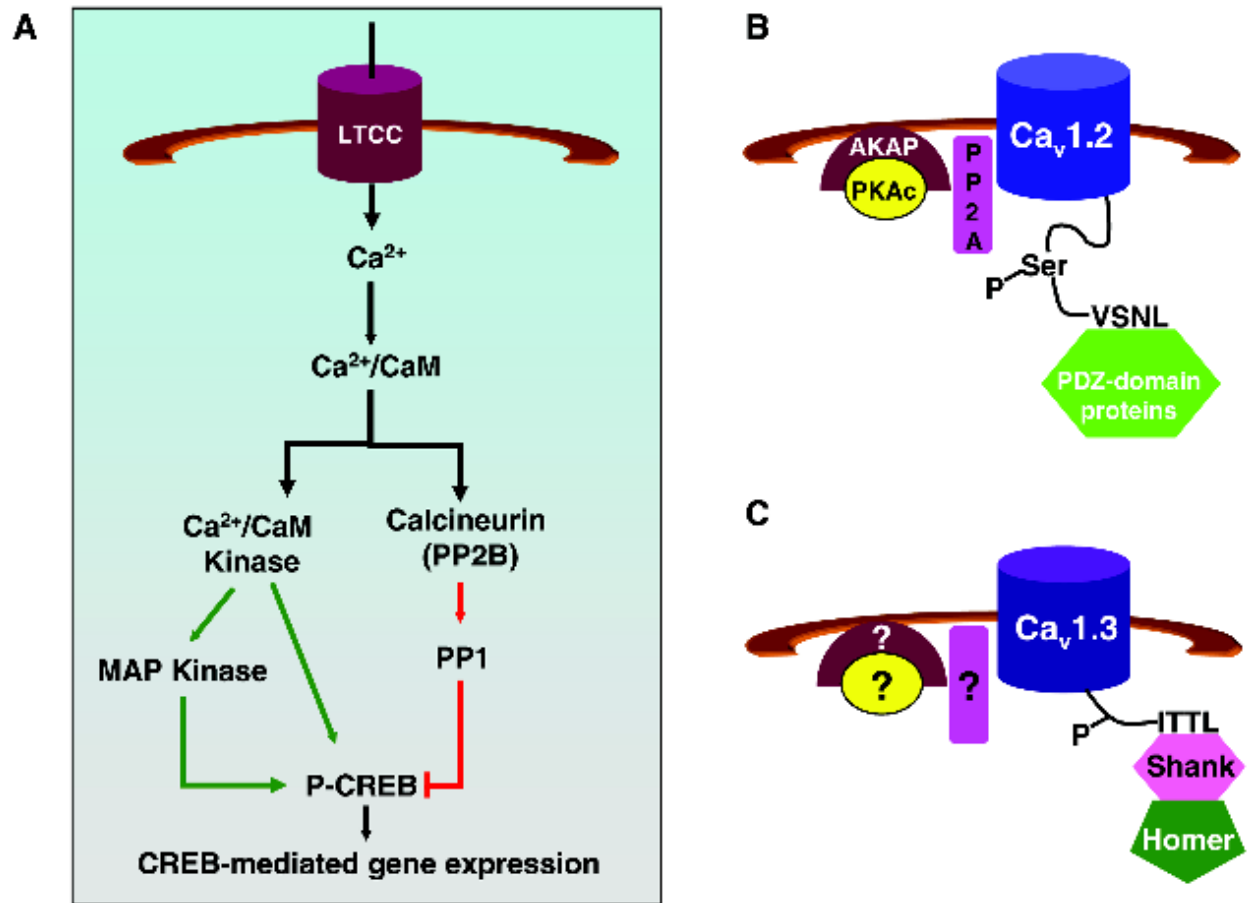 A
LTCC
Ca²⁺
Ca²⁺/CaM
Ca²⁺/CaM
Kinase
Calcineurin
(PP2B)
MAP Kinase
PP1
P-CREB
CREB-mediated gene expression
B
AKAP
PKAc
PP2A
Caᵥ1.2
Ser
P
VSNL
PDZ-domain
proteins
C
?
?
?
Caᵥ1.3
P
ITTL
Shank
Homer